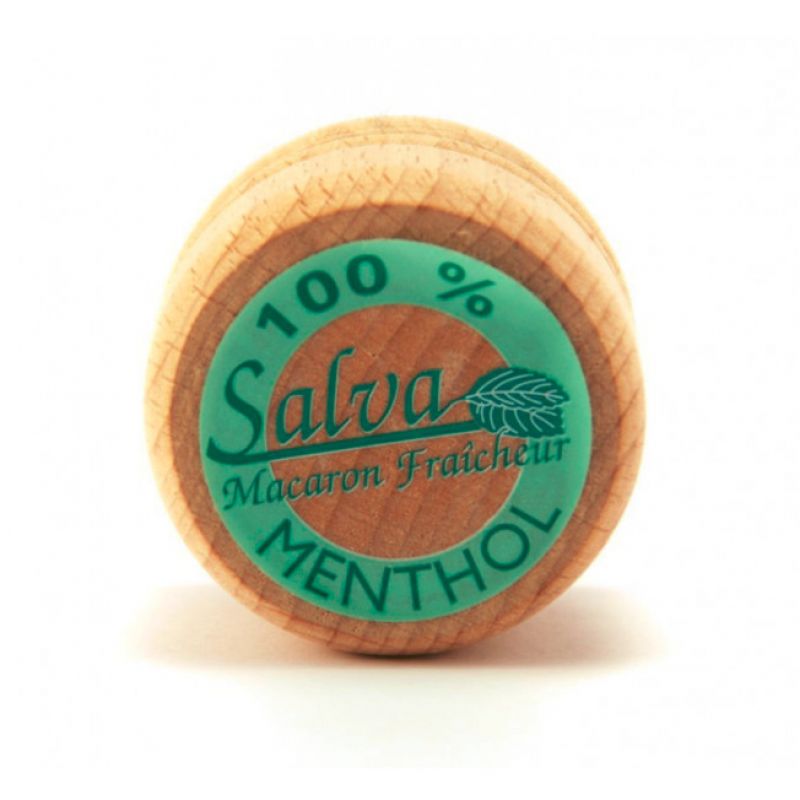 100 %
Salva
Macaron Fraîcheur
MENTHOL